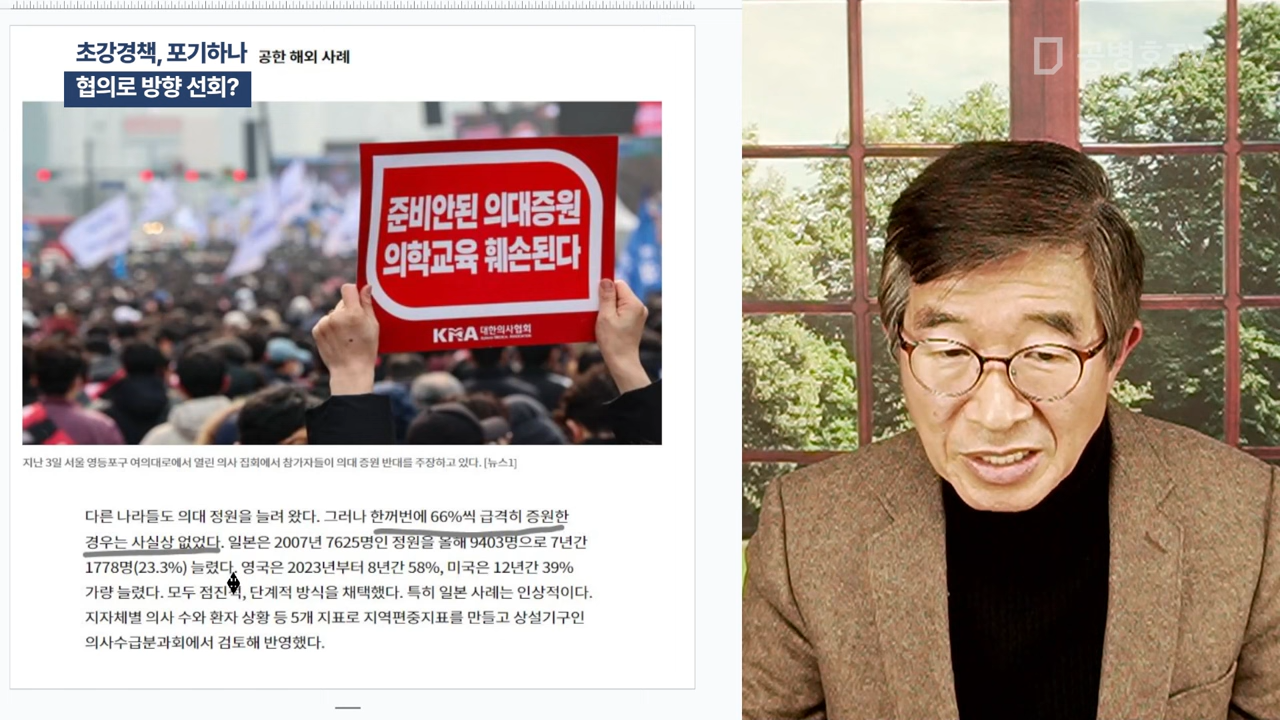 초강경책, 포기하나
협의로 방향 선회?
공한 해외 사례
공병호TV
준비안된 의대증원
의학교육 훼손된다
KMA 대한의사협회
지난 3일 서울 영등포구 여의대로에서 열린 의사 집회에서 참가자들이 의대 증원 반대를 주장하고 있다. [뉴스1]
다른 나라들도 의대 정원을 늘려 왔다. 그러나 한꺼번에 66%씩 급격히 증원한
경우는 사실상 없었다. 일본은 2007년 7625명인 정원을 올해 9403명으로 7년간
1778명(23.3%) 늘렸다. 영국은 2023년부터 8년간 58%, 미국은 12년간 39%
가량 늘렸다. 모두 점진적, 단계적 방식을 채택했다. 특히 일본 사례는 인상적이다.
지자체별 의사 수와 환자 상황 등 5개 지표로 지역편중지표를 만들고 상설기구인
의사수급분과회에서 검토해 반영했다.